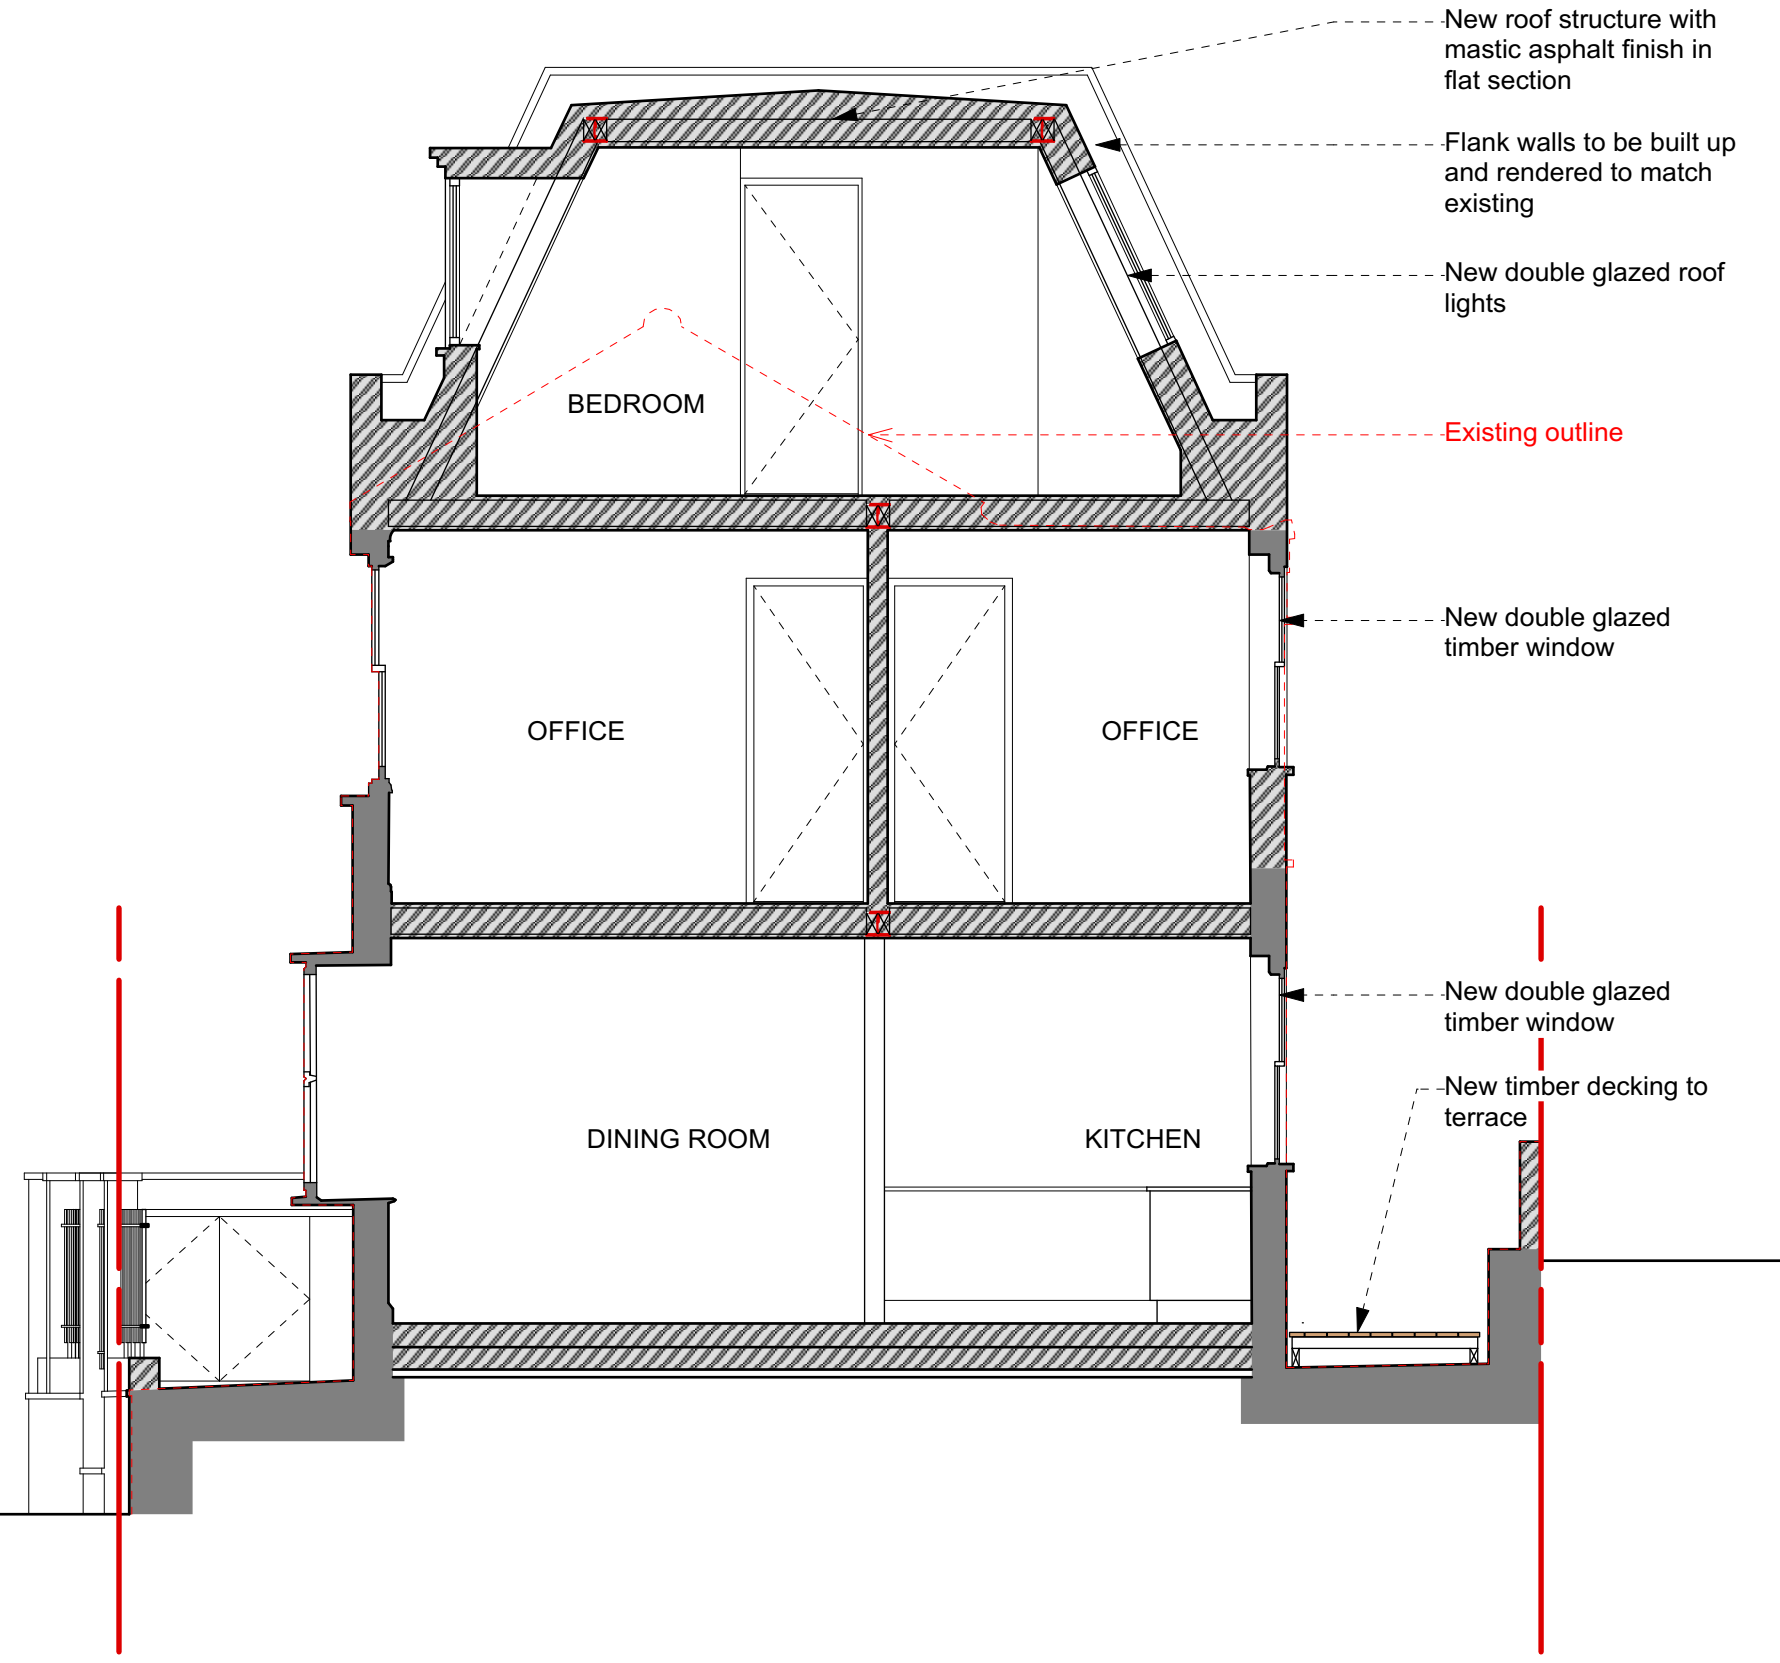 New roof structure with
mastic asphalt finish in
flat section
Flank walls to be built up
and rendered to match
existing
New double glazed roof
lights
BEDROOM
Existing outline
New double glazed
timber window
OFFICE
OFFICE
New double glazed
timber window
New timber decking to
terrace
DINING ROOM
KITCHEN